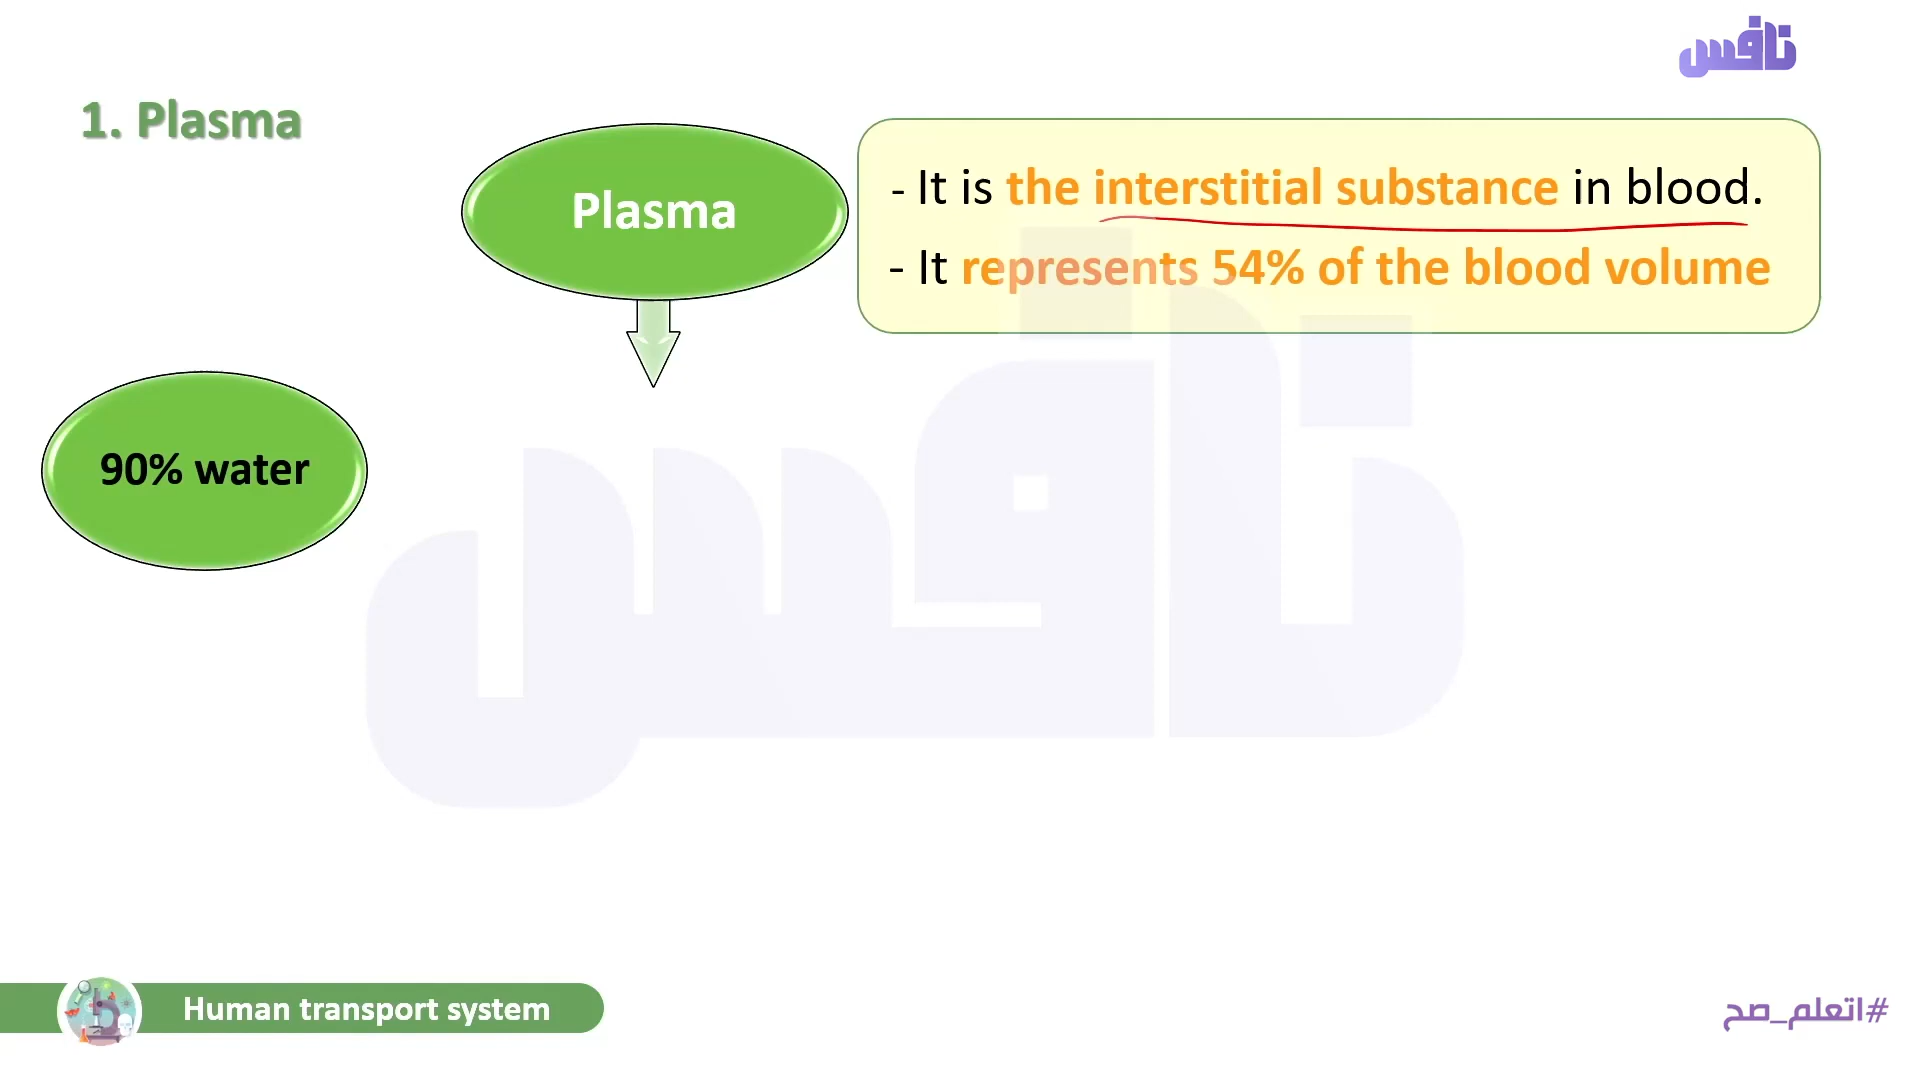 نافس
1. Plasma
Plasma
- It is the interstitial substance in blood.
- It represents 54% of the blood volume
90% water
Human transport system
#اتعلم_صح